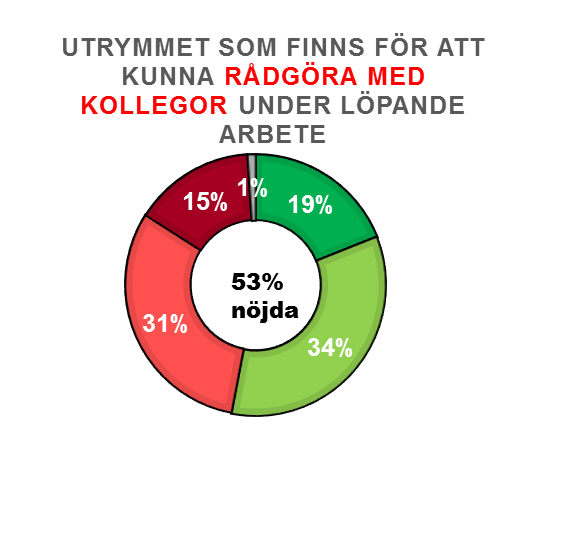 UTRYMMET SOM FINNS FÖR ATT
KUNNA RÅDGÖRA MED
KOLLEGOR UNDER LÖPANDE
ARBETE
15%
1%
19%
53%
nöjda
31%
34%